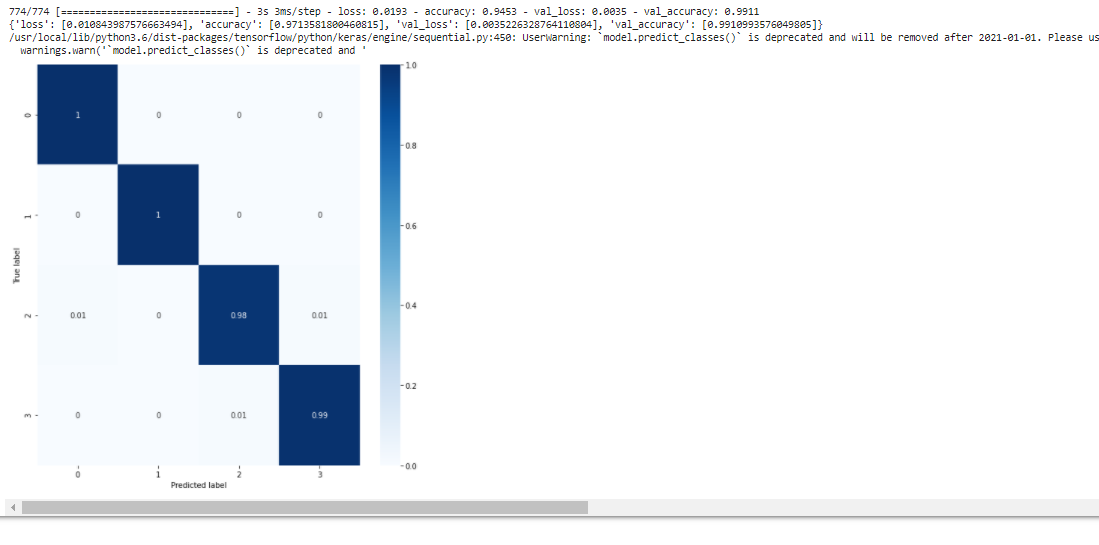 774/774 [==============================] - 3s 3ms/step - loss: 0.0193 - accuracy: 0.9453 - val_loss: 0.0035 - val_accuracy: 0.9911
{'loss': [0.010843987576663494], 'accuracy': [0.9713581800460815], 'val_loss': [0.0035226328764110804], 'val_accuracy': [0.9910993576049805]}
/usr/local/lib/python3.6/dist-packages/tensorflow/python/keras/engine/sequential.py:450: UserWarning: `model.predict_classes()` is deprecated and will be removed after 2021-01-01. Please us
warnings.warn('`model.predict_classes()` is deprecated and '
1.0
0 1 0 0 0
0.8
1 0 1 0 0
0.6
True label
2 0.01 0 0.98 0.01
0.4
0.2
3 0 0 0.01 0.99
0.0
0 1 2 3
Predicted label